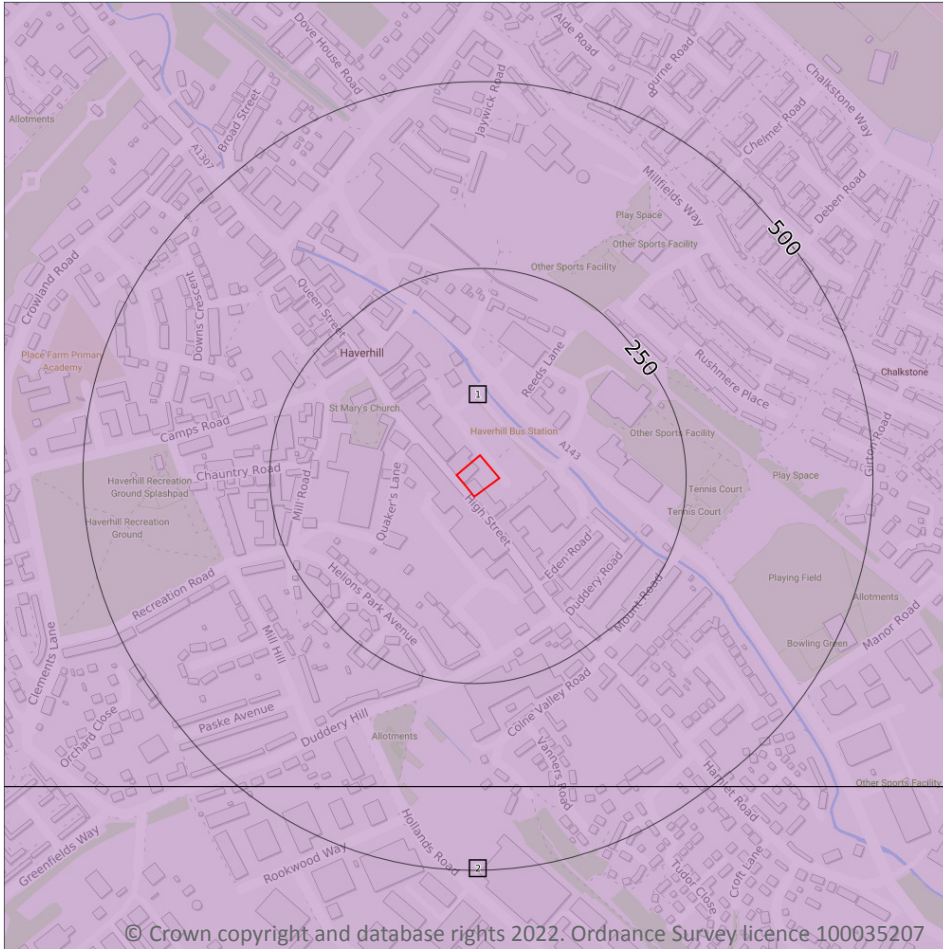 Dove House Road
Alde Road
Bourne Road
Chalkstone Way
Jaywick Road
Broad Street
Allotments
A1307
Chelmer Road
Millfields Way
Deben Road
Play Space
Other Sports Facility
500
Other Sports Facility
Crowland Road
Downs Crescent
Queen Street
250
Haverhill
Place Farm Primary
Academy
Reeds Lane
Rushmere Place
Chalkstone
1
St Mary's Church
Camps Road
Haverhill Bus Station
Other Sports Facility
A143
Girton Road
Chauntry Road
Haverhill Recreation
Ground Splashpad
Mill Road
Quaker's Lane
Play Space
Tennis Court
Tennis Court
High Street
Haverhill Recreation
Ground
Eden Road
Duddery Road
Helions Park Avenue
Recreation Road
Mount Road
Playing Field
Allotments
Manor Road
Bowling Green
Clements Lane
Mill Hill
Colne Valley Road
Paske Avenue
Orchard Close
Duddery Hill
Allotments
Vanners Road
Hamlet Road
Other Sports Facility
Greenfields Way
Hollands Road
Rookwood Way
Croft Lane
Tudor Close
2
© Crown copyright and database rights 2022. Ordnance Survey licence 100035207